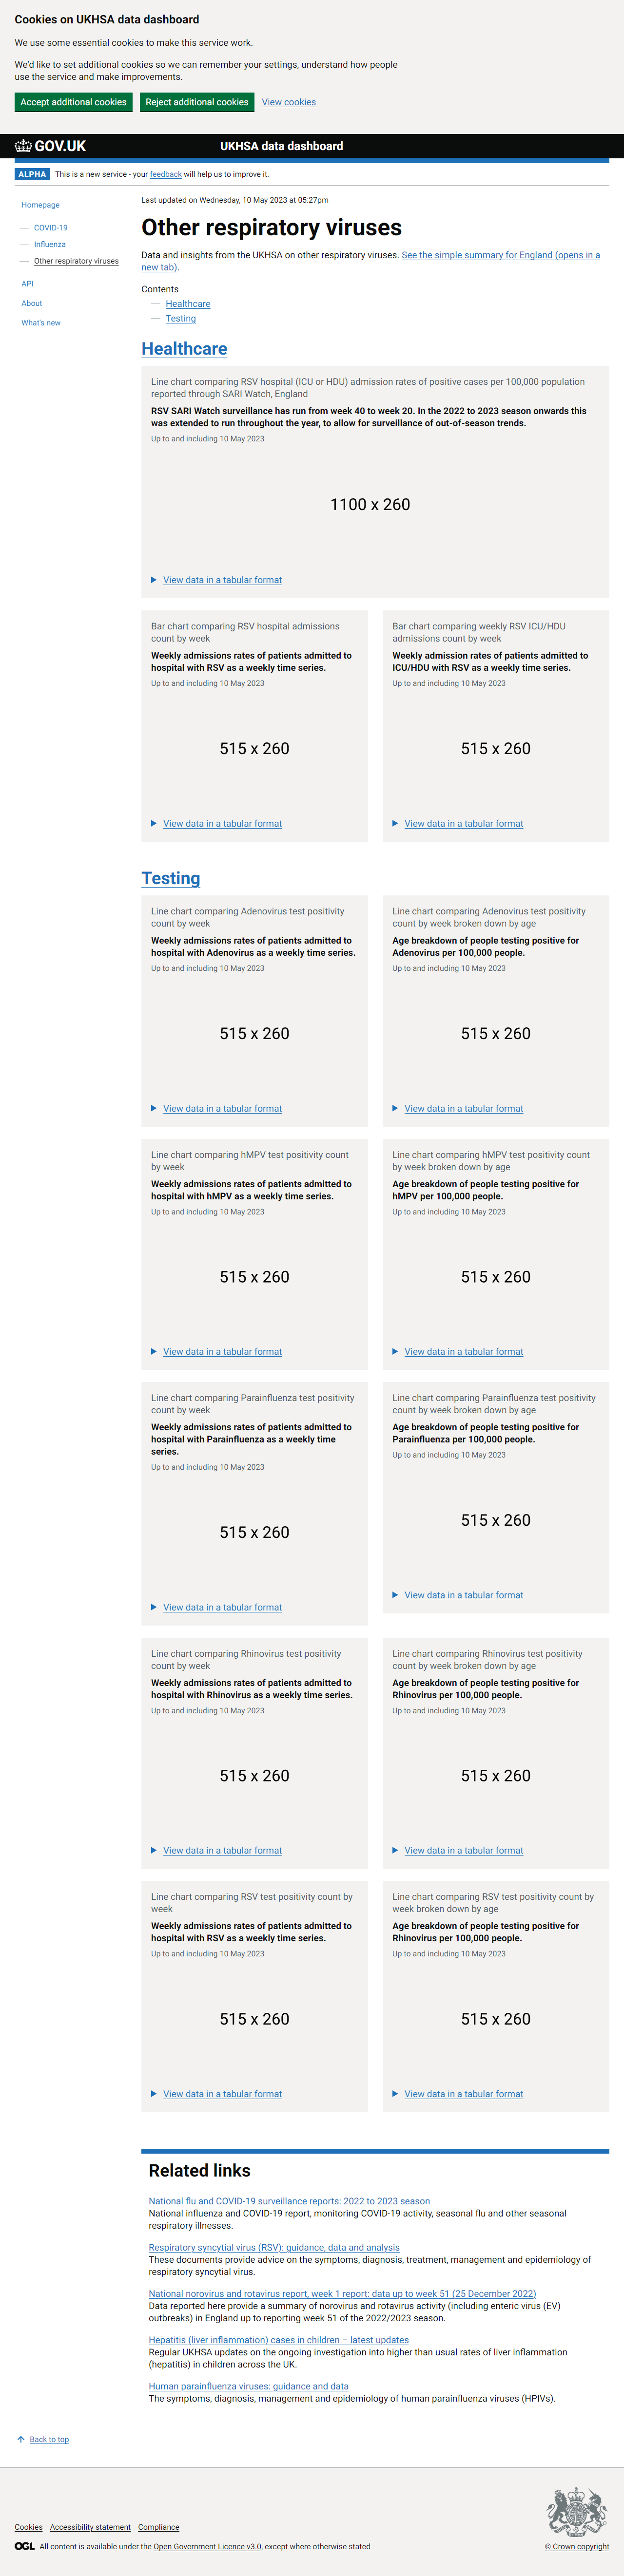 Cookies on UKHSA data dashboard
We use some essential cookies to make this service work.
We'd like to set additional cookies so we can remember your settings, understand how people
use the service and make improvements.
Accept additional cookies Reject additional cookies View cookies
GOV.UK UKHSA data dashboard
ALPHA This is a new service - your feedback will help us to improve it.
Homepage
COVID-19
Influenza
Other respiratory viruses
API
About
What's new
Last updated on Wednesday, 10 May 2023 at 05:27pm
Other respiratory viruses
Data and insights from the UKHSA on other respiratory viruses. See the simple summary for England (opens in a
new tab).
Contents
Healthcare
Testing
Healthcare
Line chart comparing RSV hospital (ICU or HDU) admission rates of positive cases per 100,000 population
reported through SARI Watch, England
RSV SARI Watch surveillance has run from week 40 to week 20. In the 2022 to 2023 season onwards this
was extended to run throughout the year, to allow for surveillance of out-of-season trends.
Up to and including 10 May 2023
1100 x 260
View data in a tabular format
Bar chart comparing RSV hospital admissions
count by week
Weekly admissions rates of patients admitted to
hospital with RSV as a weekly time series.
Up to and including 10 May 2023
515 x 260
View data in a tabular format
Bar chart comparing weekly RSV ICU/HDU
admissions count by week
Weekly admission rates of patients admitted to
ICU/HDU with RSV as a weekly time series.
Up to and including 10 May 2023
515 x 260
View data in a tabular format
Testing
Line chart comparing Adenovirus test positivity
count by week
Weekly admissions rates of patients admitted to
hospital with Adenovirus as a weekly time series.
Up to and including 10 May 2023
515 x 260
View data in a tabular format
Line chart comparing Adenovirus test positivity
count by week broken down by age
Age breakdown of people testing positive for
Adenovirus per 100,000 people.
Up to and including 10 May 2023
515 x 260
View data in a tabular format
Line chart comparing hMPV test positivity count
by week
Weekly admissions rates of patients admitted to
hospital with hMPV as a weekly time series.
Up to and including 10 May 2023
515 x 260
View data in a tabular format
Line chart comparing hMPV test positivity count
by week broken down by age
Age breakdown of people testing positive for
hMPV per 100,000 people.
Up to and including 10 May 2023
515 x 260
View data in a tabular format
Line chart comparing Parainfluenza test positivity
count by week
Weekly admissions rates of patients admitted to
hospital with Parainfluenza as a weekly time
series.
Up to and including 10 May 2023
515 x 260
View data in a tabular format
Line chart comparing Parainfluenza test positivity
count by week broken down by age
Age breakdown of people testing positive for
Parainfluenza per 100,000 people.
Up to and including 10 May 2023
515 x 260
View data in a tabular format
Line chart comparing Rhinovirus test positivity
count by week
Weekly admissions rates of patients admitted to
hospital with Rhinovirus as a weekly time series.
Up to and including 10 May 2023
515 x 260
View data in a tabular format
Line chart comparing Rhinovirus test positivity
count by week broken down by age
Age breakdown of people testing positive for
Rhinovirus per 100,000 people.
Up to and including 10 May 2023
515 x 260
View data in a tabular format
Line chart comparing RSV test positivity count by
week
Weekly admissions rates of patients admitted to
hospital with RSV as a weekly time series.
Up to and including 10 May 2023
515 x 260
View data in a tabular format
Line chart comparing RSV test positivity count by
week broken down by age
Age breakdown of people testing positive for
Rhinovirus per 100,000 people.
Up to and including 10 May 2023
515 x 260
View data in a tabular format
Related links
National flu and COVID-19 surveillance reports: 2022 to 2023 season
National influenza and COVID-19 report, monitoring COVID-19 activity, seasonal flu and other seasonal
respiratory illnesses.
Respiratory syncytial virus (RSV): guidance, data and analysis
These documents provide advice on the symptoms, diagnosis, treatment, management and epidemiology of
respiratory syncytial virus.
National norovirus and rotavirus report, week 1 report: data up to week 51 (25 December 2022)
Data reported here provide a summary of norovirus and rotavirus activity (including enteric virus (EV)
outbreaks) in England up to reporting week 51 of the 2022/2023 season.
Hepatitis (liver inflammation) cases in children – latest updates
Regular UKHSA updates on the ongoing investigation into higher than usual rates of liver inflammation
(hepatitis) in children across the UK.
Human parainfluenza viruses: guidance and data
The symptoms, diagnosis, management and epidemiology of human parainfluenza viruses (HPIVs).
Back to top
Cookies Accessibility statement Compliance
OGL All content is available under the Open Government Licence v3.0, except where otherwise stated
© Crown copyright